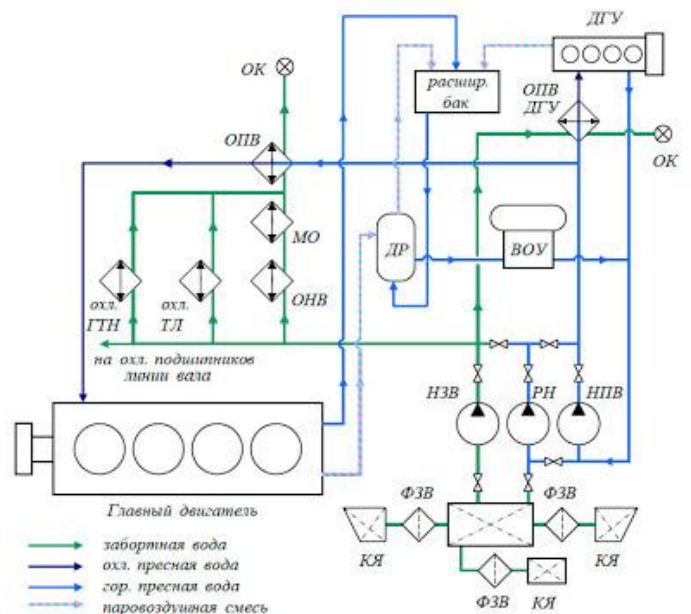 ДГУ
ОК
расшир.
бак
ОПВ
ДГУ
ОПВ
ОК
МО
ДР
ВОУ
охл.
ГТН
охл.
ТЛ
ОНВ
на охл. подшипников
линии вала
НЗВ
РН
НПВ
Главный двигатель
ФЗВ
ФЗВ
КЯ
КЯ
ФЗВ
КЯ
забортная вода
охл. пресная вода
гор. пресная вода
паровоздушная смесь